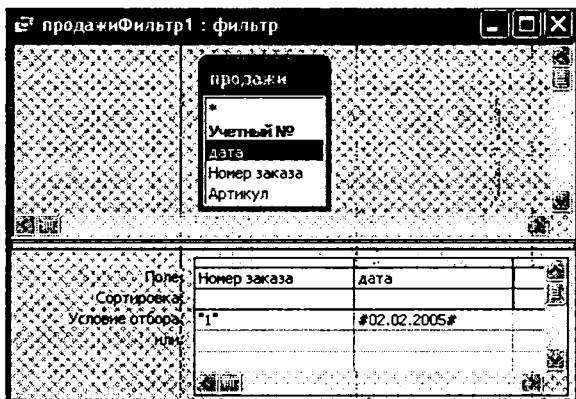 продажиФильтр1 : фильтр
продажи
*
Учетный №
дата
Номер заказа
Артикул
Поле: Номер заказа дата
Сортировка:
Условие отбора: "1" #02.02.2005#
или: